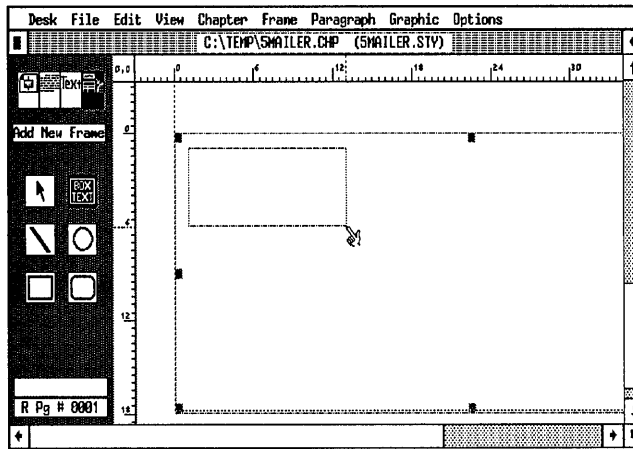 Desk File Edit View Chapter Frame Paragraph Graphic Options
C:\TEMP\5MAILER.CHP (5MAILER.STY)
Text
0,0 0 6 12 18 24 30
Add New Frame
0
BOX
TEXT
6
12
R Pg # 0001
18